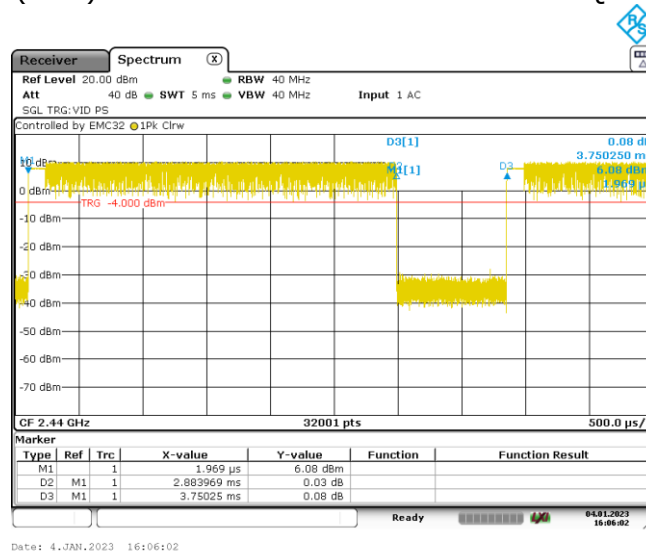 Receiver Spectrum X
Ref Level 20.00 dBm RBW 40 MHz
Att 40 dB SWT 5 ms VBW 40 MHz Input 1 AC
SGL TRG:VID PS
Controlled by EMC32 1Pk Clrw
D3[1] 0.08 d
3.750250 m
M1[1] 6.08 dBm
1.969 µ
M1
10 dBm
D2
D3
0 dBm
TRG -4.000 dBm
-10 dBm
-20 dBm
-30 dBm
-40 dBm
-50 dBm
-60 dBm
-70 dBm
CF 2.44 GHz 32001 pts 500.0 µs/
Marker
Type Ref Trc X-value Y-value Function Function Result
M1 1 1.969 µs 6.08 dBm
D2 M1 1 2.883969 ms 0.03 dB
D3 M1 1 3.75025 ms 0.08 dB
Ready 04.01.2023
16:06:02
Date: 4.JAN.2023 16:06:02